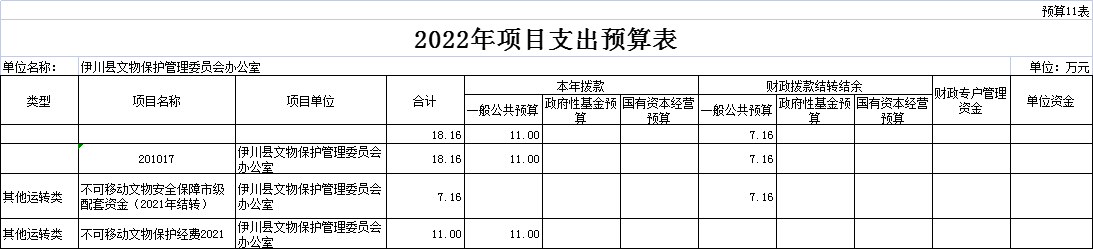 预算11表
2022年项目支出预算表
单位名称： 伊川县文物保护管理委员会办公室 单位：万元
类型 项目名称 项目单位 合计 本年拨款 财政拨款结转结余 财政专户管理资金 单位资金
一般公共预算 政府性基金预算 国有资本经营预算 一般公共预算 政府性基金预算 国有资本经营预算
18.16 11.00 7.16
201017 伊川县文物保护管理委员会办公室 18.16 11.00 7.16
其他运转类 不可移动文物安全保障市级配套资金（2021年结转） 伊川县文物保护管理委员会办公室 7.16 7.16
其他运转类 不可移动文物保护经费2021 伊川县文物保护管理委员会办公室 11.00 11.00